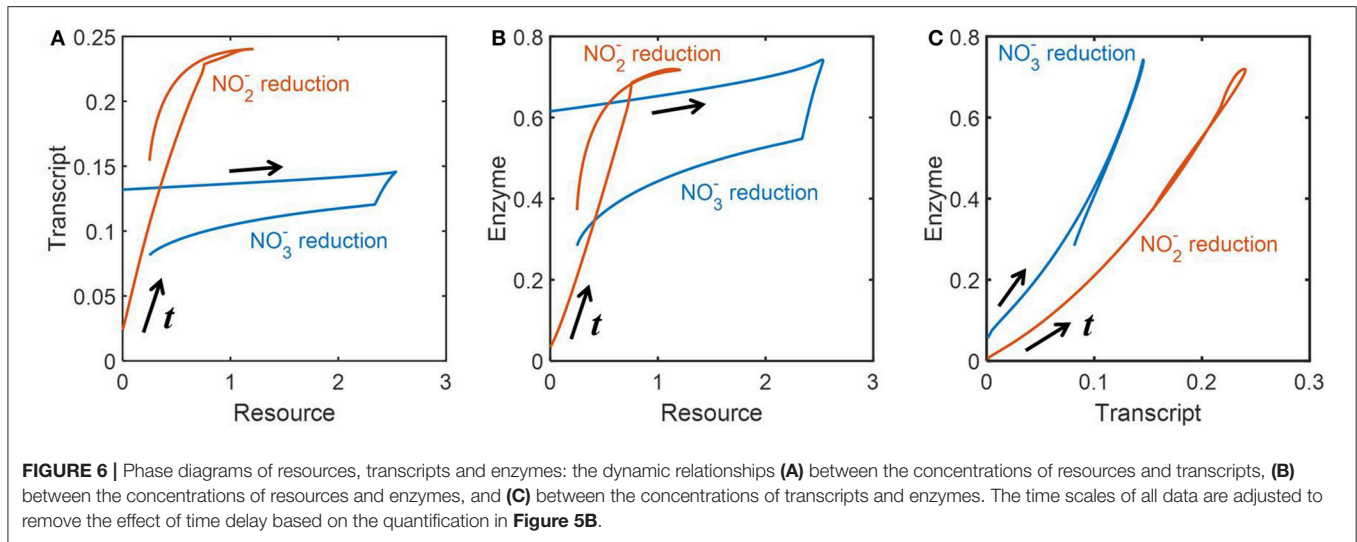 A
0.25
0.2
0.15
0.1
0.05
0
0
1
2
3
Transcript
Resource
NO₂⁻ reduction
NO₃⁻ reduction
t
B
0.8
0.6
0.4
0.2
0
0
1
2
3
Enzyme
Resource
NO₂⁻ reduction
NO₃⁻ reduction
t
C
0.8
0.6
0.4
0.2
0
0
0.1
0.2
0.3
Enzyme
Transcript
NO₃⁻ reduction
NO₂⁻ reduction
t
FIGURE 6 | Phase diagrams of resources, transcripts and enzymes: the dynamic relationships (A) between the concentrations of resources and transcripts, (B)
between the concentrations of resources and enzymes, and (C) between the concentrations of transcripts and enzymes. The time scales of all data are adjusted to
remove the effect of time delay based on the quantification in Figure 5B.